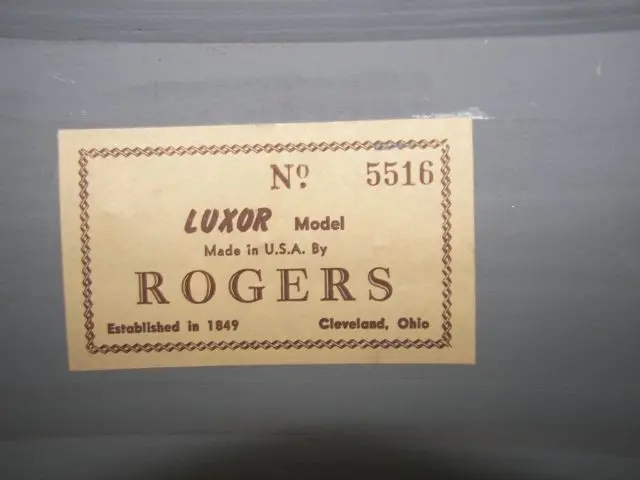 Nº. 5516
LUXOR Model
Made in U.S.A. By
ROGERS
Established in 1849 Cleveland, Ohio